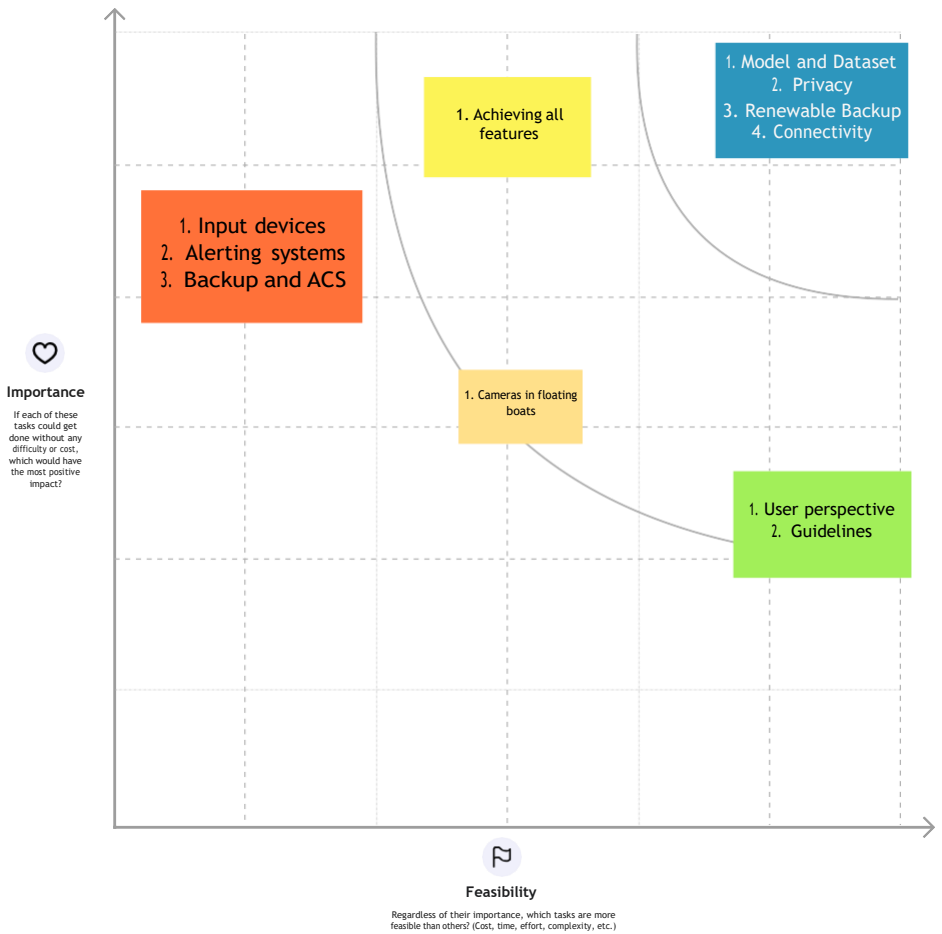 1. Model and Dataset
2. Privacy
3. Renewable Backup
4. Connectivity
1. Achieving all
features
1. Input devices
2. Alerting systems
3. Backup and ACS
Importance
If each of these
tasks could get
done without any
difficulty or cost,
which would have
the most positive
impact?
1. Cameras in floating
boats
1. User perspective
2. Guidelines
Feasibility
Regardless of their importance, which tasks are more
feasible than others? (Cost, time, effort, complexity, etc.)